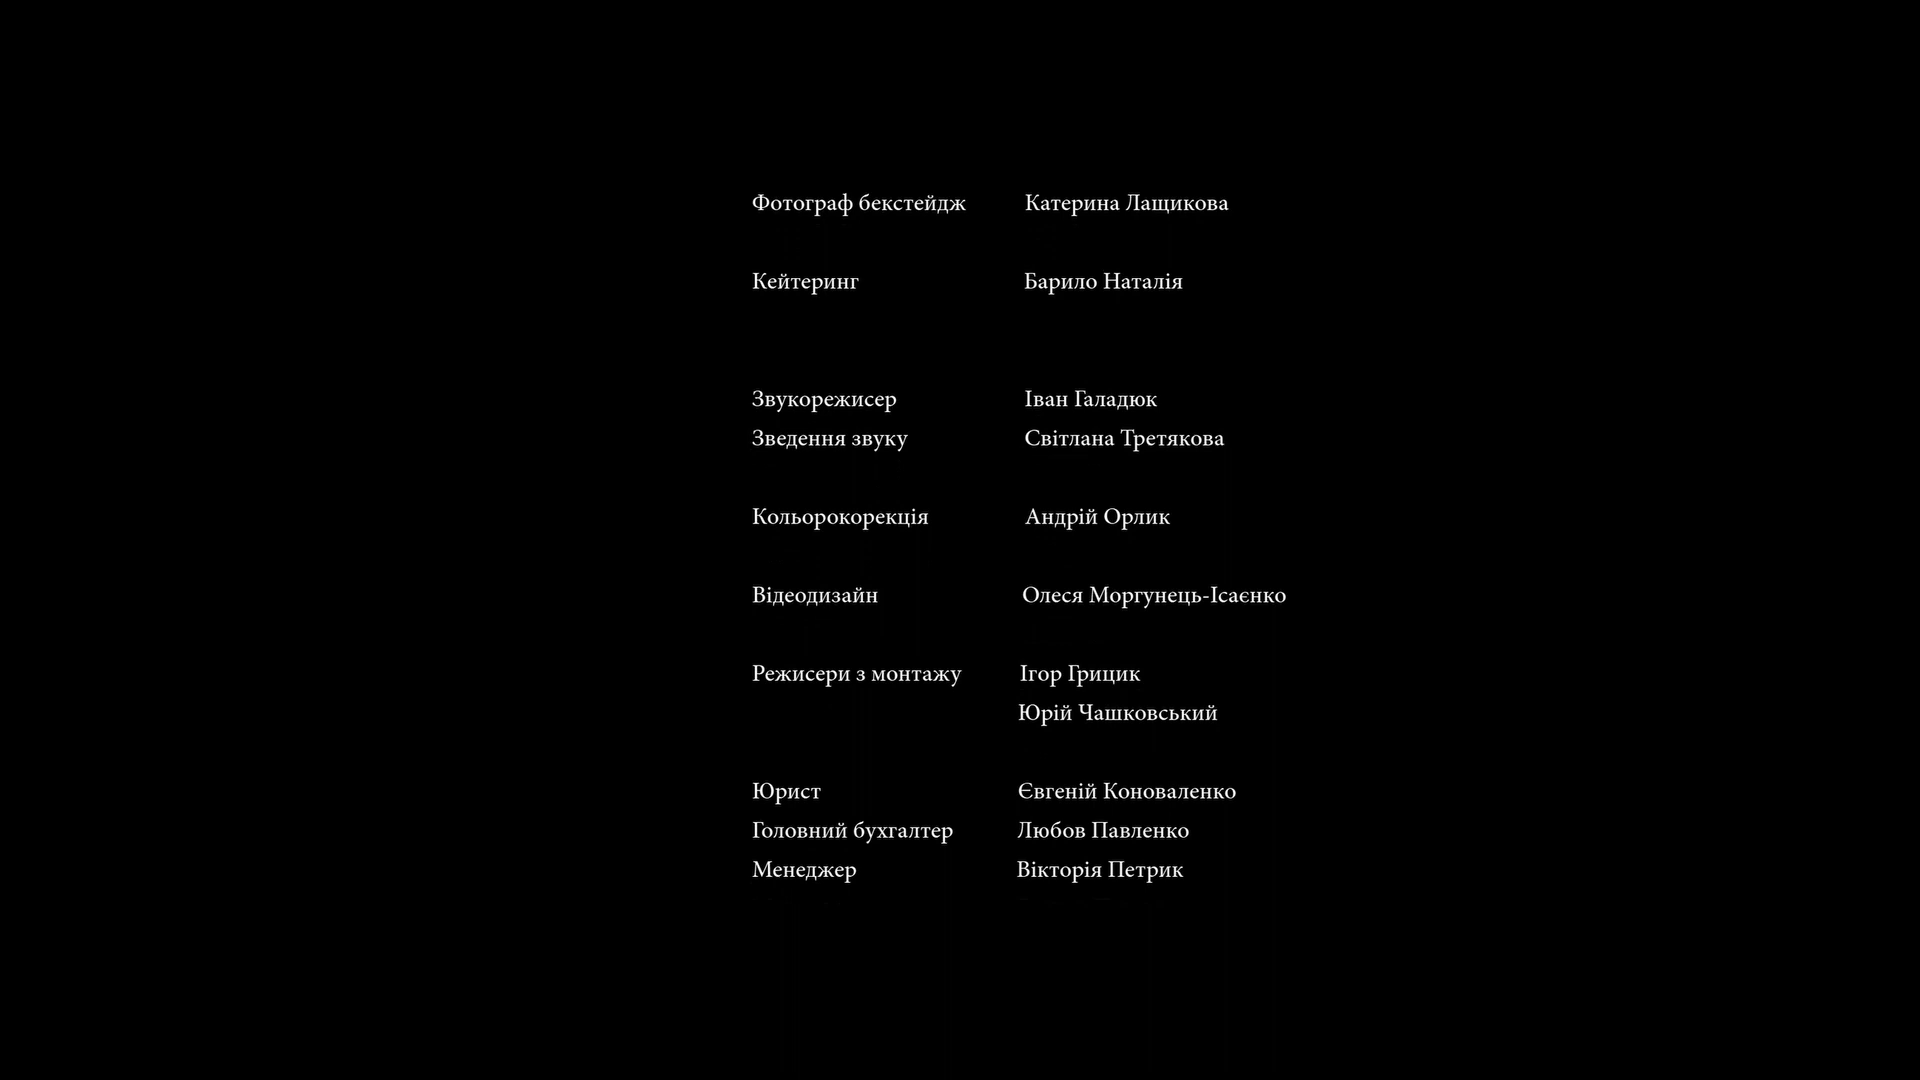 Фотограф бекстейдж Катерина Лащикова
Кейтеринг Барило Наталія
Звукорежисер Іван Галадюк
Зведення звуку Світлана Третякова
Кольорокорекція Андрій Орлик
Відеодизайн Олеся Моргунець-Ісаєнко
Режисери з монтажу Ігор Грицик
Юрій Чашковський
Юрист Євгеній Коноваленко
Головний бухгалтер Любов Павленко
Менеджер Вікторія Петрик